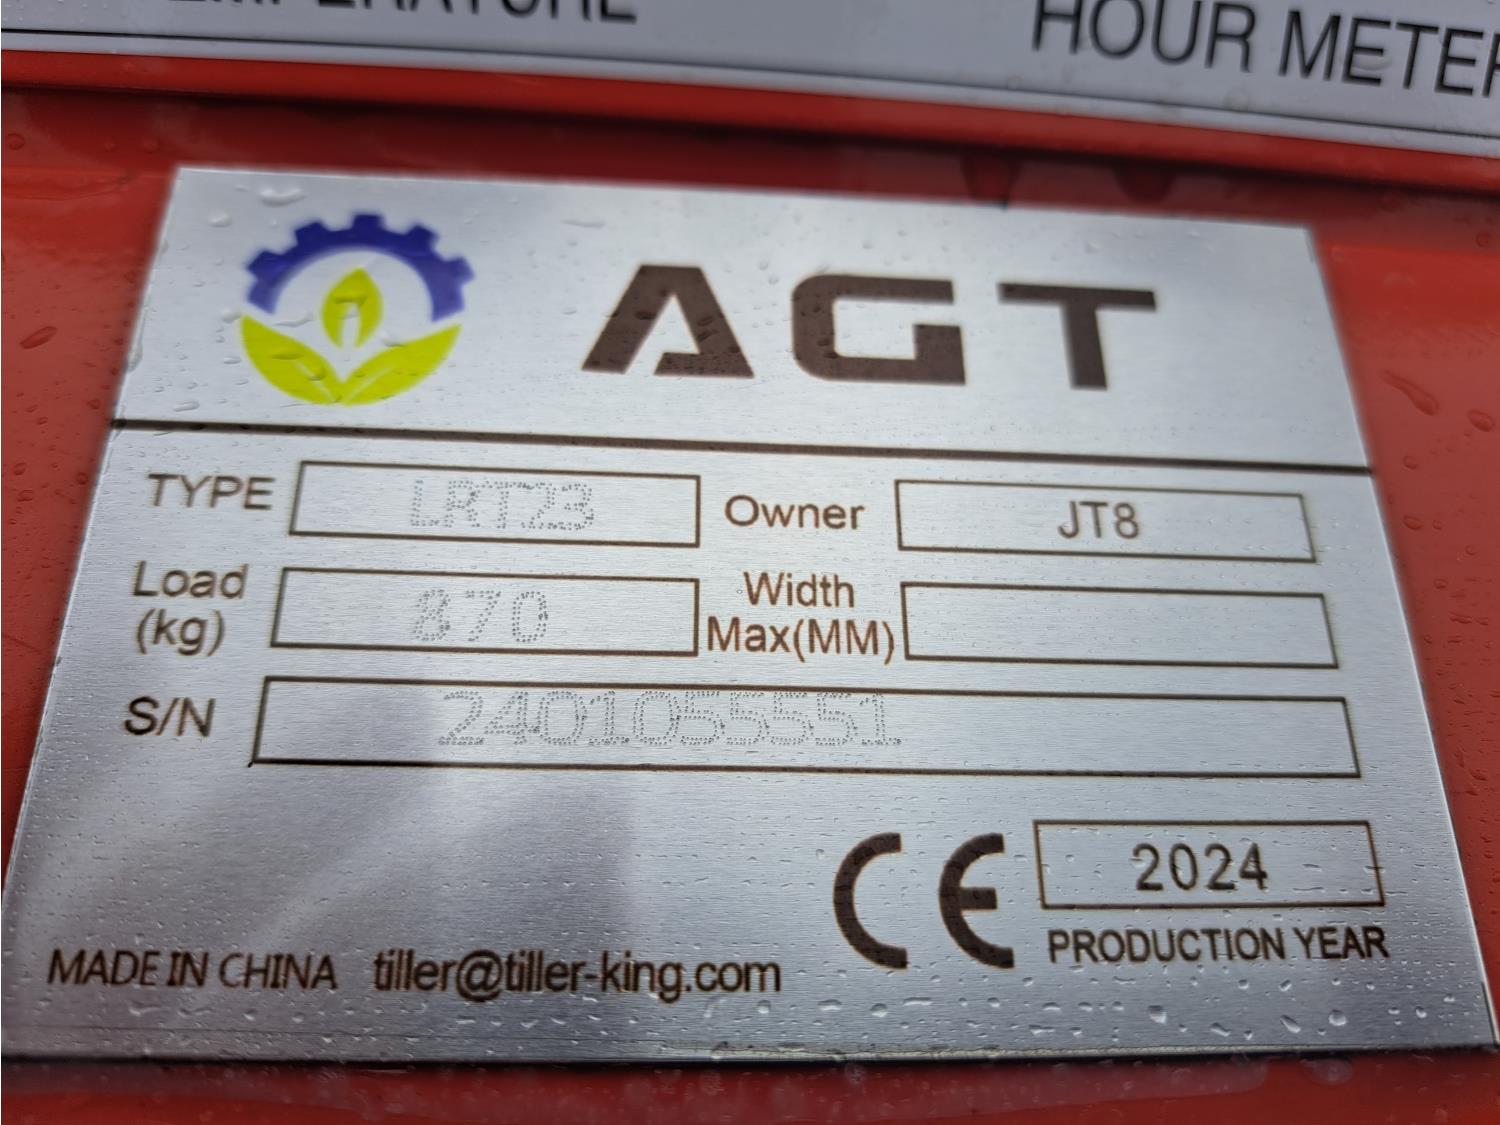 TEMPERATURE
HOUR METER
AGT
TYPE LRT23 Owner JT8
Load (kg) 870 Width Max(MM)
S/N 2401055551
CE 2024
PRODUCTION YEAR
MADE IN CHINA tiller@tiller-king.com